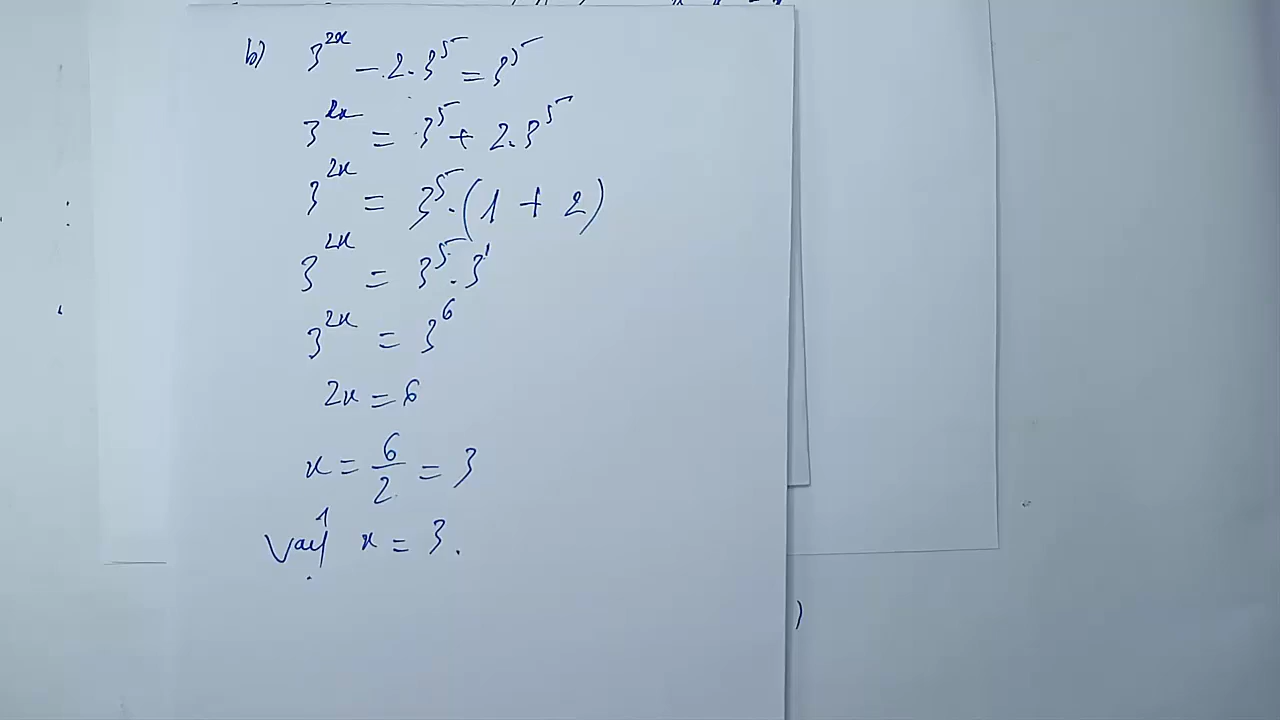 b) 3^{2x} - 2.3^5 = 3^5
3^{2x} = 3^5 + 2.3^5
3^{2x} = 3^5.(1 + 2)
3^{2x} = 3^5.3^1
3^{2x} = 3^6
2x = 6
x = \frac{6}{2} = 3
Vậy x = 3.
)